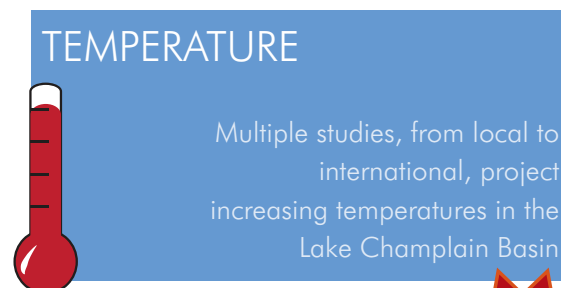 TEMPERATURE
Multiple studies, from local to
international, project
increasing temperatures in the
Lake Champlain Basin